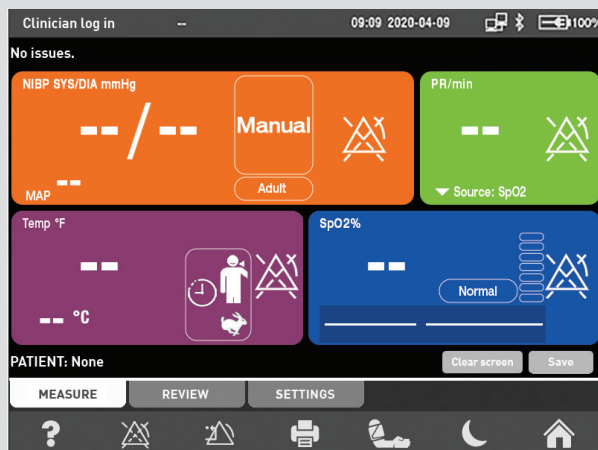 Clinician log in -- 09:09 2020-04-09 100%
No issues.
NIBP SYS/DIA mmHg
PR/min
--/--
Manual
--
MAP --
Adult
Source: SpO2
Temp °F
SpO2%
--
--
Normal
-- °C
PATIENT: None
Clear screen
Save
MEASURE
REVIEW
SETTINGS
?